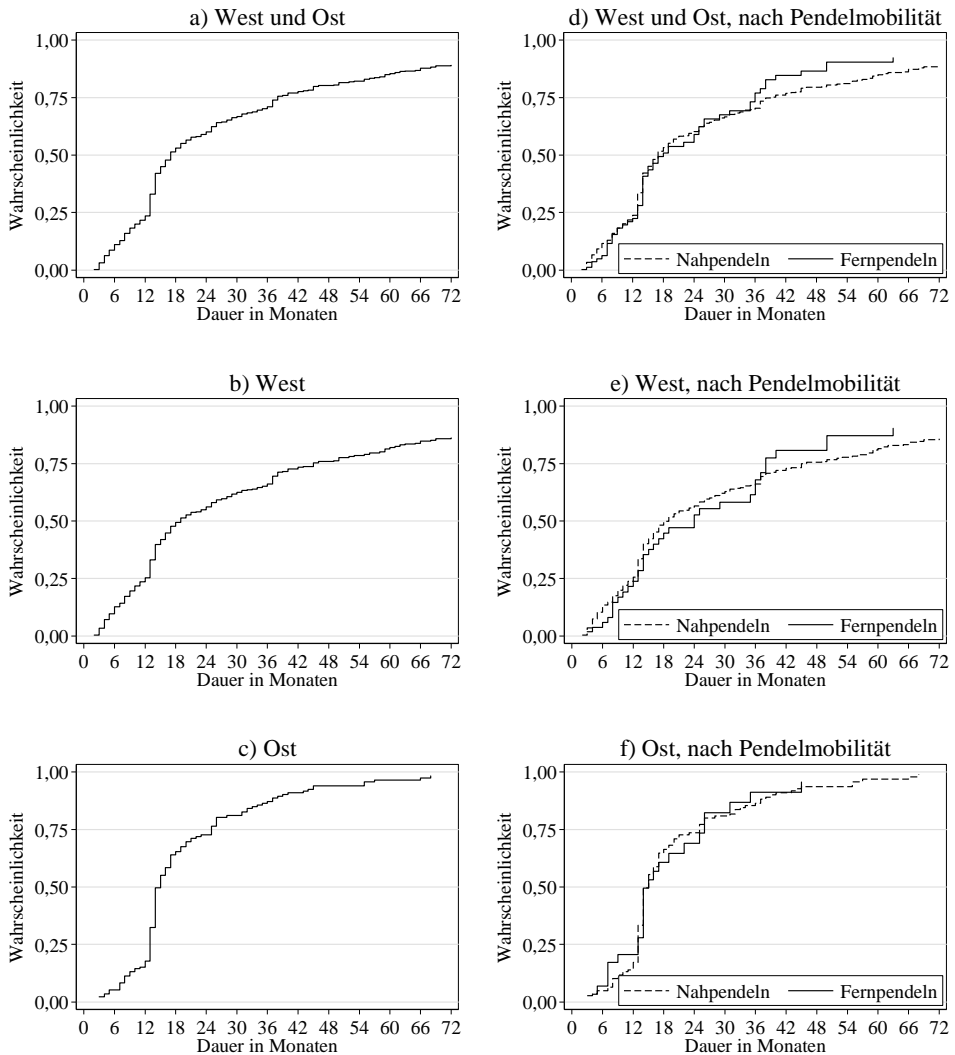 a) West und Ost
1,00
0,75
0,50
0,25
0,00
Wahrscheinlichkeit
0 6 12 18 24 30 36 42 48 54 60 66 72
Dauer in Monaten
d) West und Ost, nach Pendelmobilität
1,00
0,75
0,50
0,25
0,00
Wahrscheinlichkeit
Nahpendeln Fernpendeln
0 6 12 18 24 30 36 42 48 54 60 66 72
Dauer in Monaten
b) West
1,00
0,75
0,50
0,25
0,00
Wahrscheinlichkeit
0 6 12 18 24 30 36 42 48 54 60 66 72
Dauer in Monaten
e) West, nach Pendelmobilität
1,00
0,75
0,50
0,25
0,00
Wahrscheinlichkeit
Nahpendeln Fernpendeln
0 6 12 18 24 30 36 42 48 54 60 66 72
Dauer in Monaten
c) Ost
1,00
0,75
0,50
0,25
0,00
Wahrscheinlichkeit
0 6 12 18 24 30 36 42 48 54 60 66 72
Dauer in Monaten
f) Ost, nach Pendelmobilität
1,00
0,75
0,50
0,25
0,00
Wahrscheinlichkeit
Nahpendeln Fernpendeln
0 6 12 18 24 30 36 42 48 54 60 66 72
Dauer in Monaten